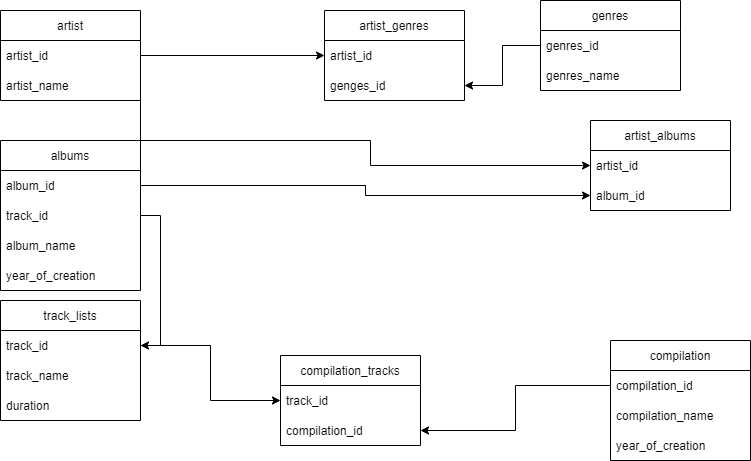 artist
artist_id
artist_name
artist_genres
artist_id
genges_id
genres
genres_id
genres_name
artist_albums
artist_id
album_id
albums
album_id
track_id
album_name
year_of_creation
track_lists
track_id
track_name
duration
compilation_tracks
track_id
compilation_id
compilation
compilation_id
compilation_name
year_of_creation